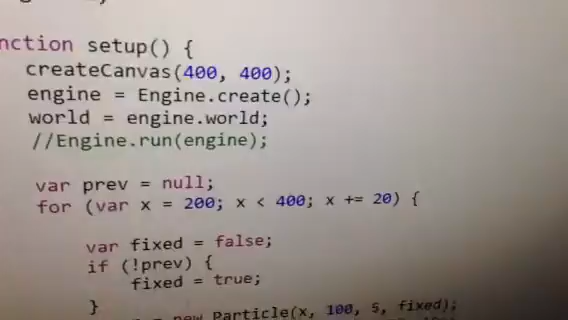 nction setup() {
createCanvas(400, 400);
engine = Engine.create();
world = engine.world;
//Engine.run(engine);
var prev = null;
for (var x = 200; x < 400; x += 20) {
var fixed = false;
if (!prev) {
fixed = true;
}
= new Particle(x, 100, 5, fixed);